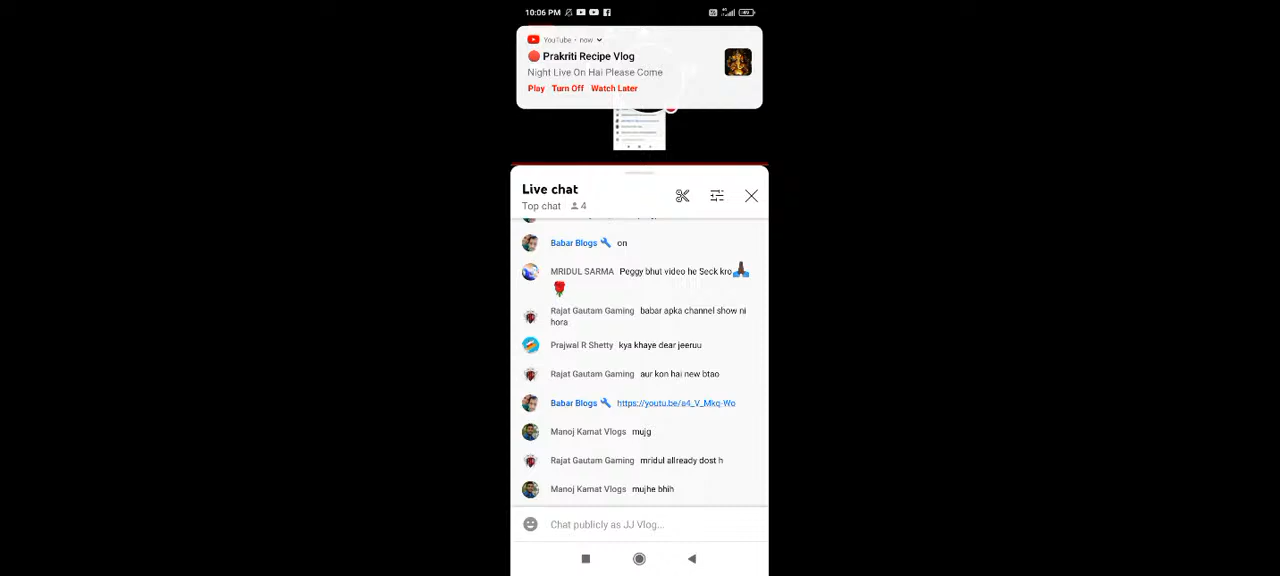 10:06 PM
YouTube • now
Prakriti Recipe Vlog
Night Live On Hai Please Come
Play Turn Off Watch Later
Live chat
Top chat 4
Babar Blogs on
MRIDUL SARMA Peggy bhut video he Seck kro
Rajat Gautam Gaming babar apka channel show ni
hora
Prajwal R Shetty kya khaye dear jeeruu
Rajat Gautam Gaming aur kon hai new btao
Babar Blogs https://youtu.be/a4_V_Mkq-Wo
Manoj Kamat Vlogs mujg
Rajat Gautam Gaming mridul allready dost h
Manoj Kamat Vlogs mujhe bhih
Chat publicly as JJ Vlog...